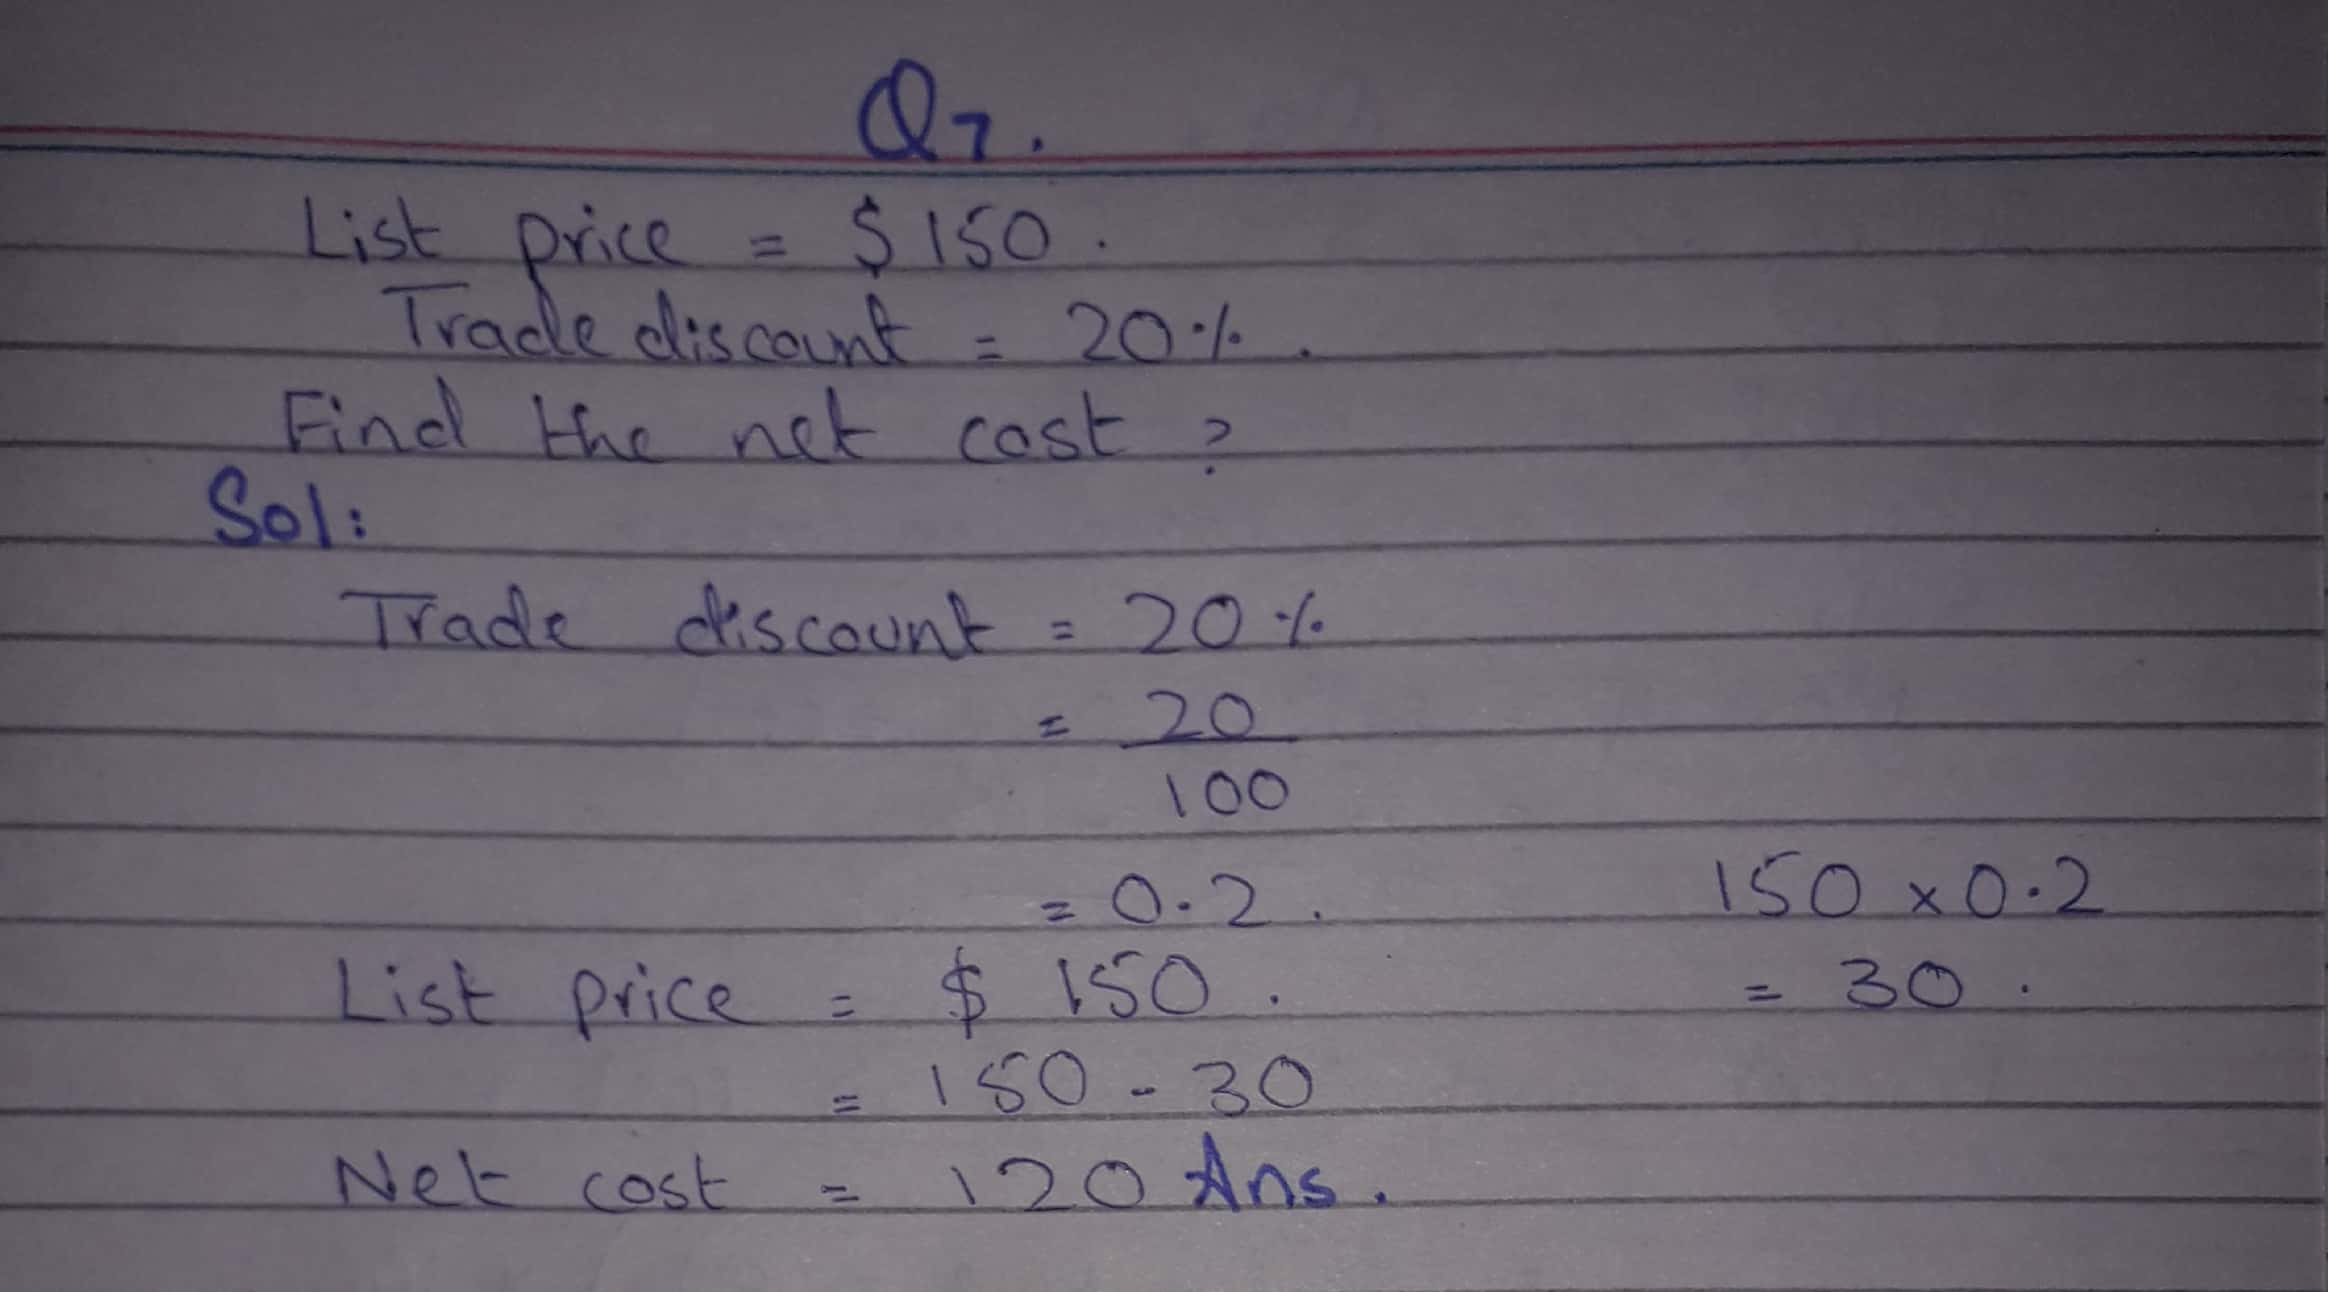 Q7.
List price = $150.
Trade discount = 20%.
Find the net cost ?
Sol:
Trade discount = 20%
= 20
100
= 0.2.
150 x 0.2
List price = $ 150.
= 30.
= 150 - 30
Net cost = 120 Ans.